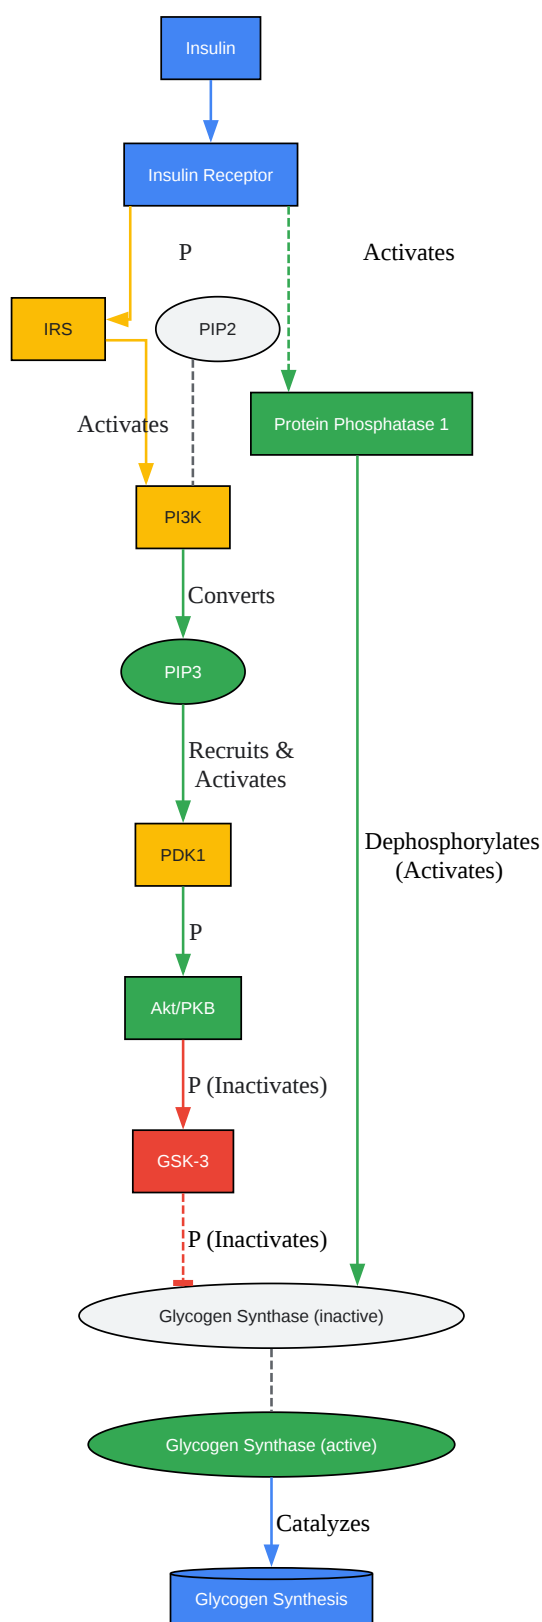 Insulin
Insulin Receptor
P
Activates
IRS
PIP2
Activates
Protein Phosphatase 1
PI3K
Converts
PIP3
Recruits &
Activates
Dephosphorylates
(Activates)
PDK1
P
Akt/PKB
P (Inactivates)
GSK-3
P (Inactivates)
Glycogen Synthase (inactive)
Glycogen Synthase (active)
Catalyzes
Glycogen Synthesis